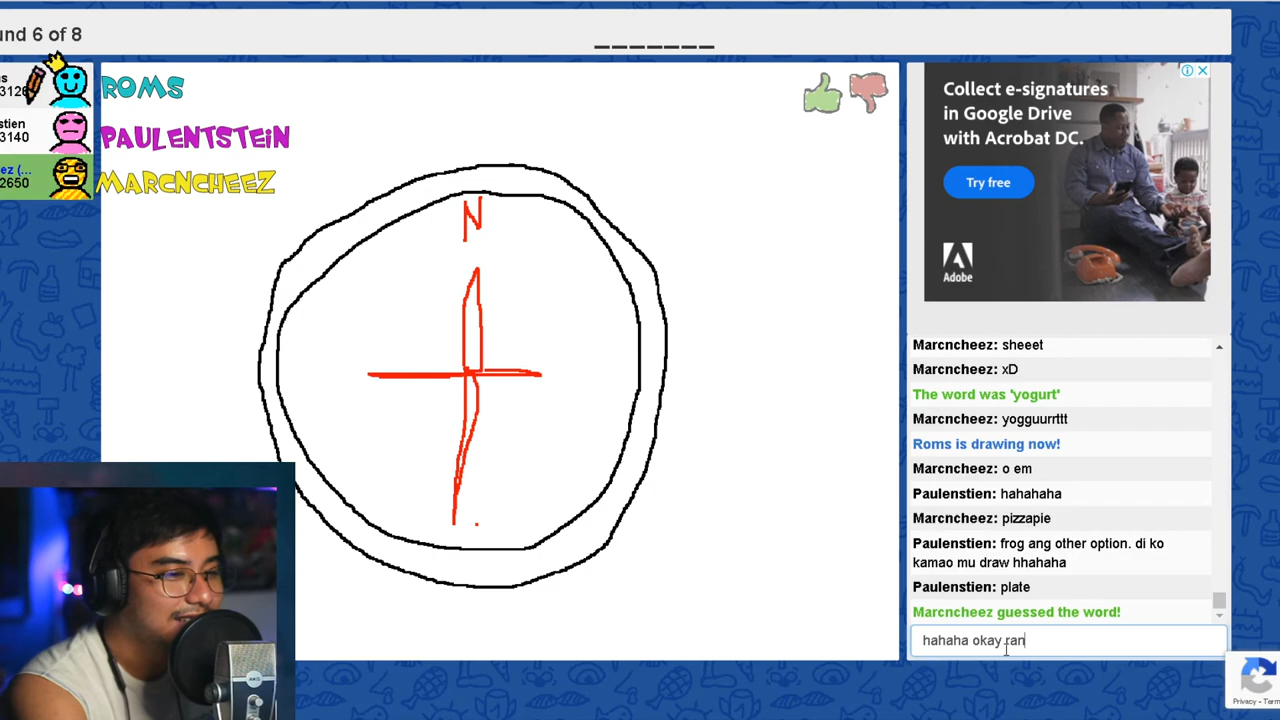 und 6 of 8
_______
s
3126
stien
3140
ez (...
2650
ROMS
PAULENTSTEIN
MARCNCHEEZ
N
Collect e-signatures
in Google Drive
with Acrobat DC.
Try free
Adobe
Marcncheez: sheeet
Marcncheez: xD
The word was 'yogurt'
Marcncheez: yogguurrttt
Roms is drawing now!
Marcncheez: o em
Paulenstien: hahahaha
Marcncheez: pizzapie
Paulenstien: frog ang other option. di ko
kamao mu draw hhahaha
Paulenstien: plate
Marcncheez guessed the word!
hahaha okay ran
Privacy - Term